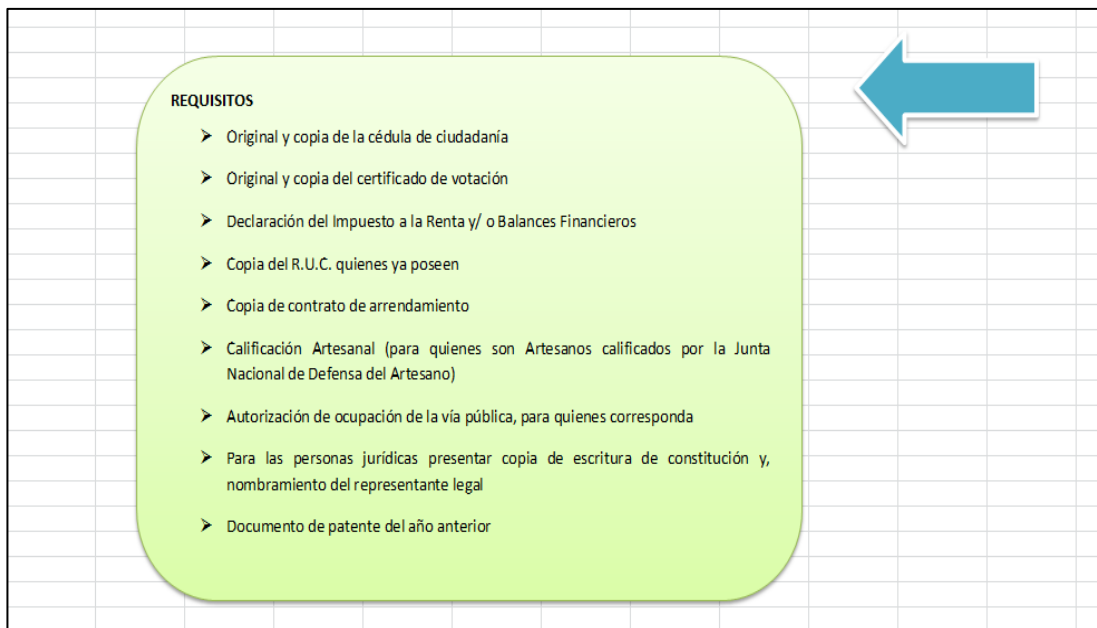 REQUISITOS
➢ Original y copia de la cédula de ciudadanía
➢ Original y copia del certificado de votación
➢ Declaración del Impuesto a la Renta y/ o Balances Financieros
➢ Copia del R.U.C. quienes ya poseen
➢ Copia de contrato de arrendamiento
➢ Calificación Artesanal (para quienes son Artesanos calificados por la Junta
Nacional de Defensa del Artesano)
➢ Autorización de ocupación de la vía pública, para quienes corresponda
➢ Para las personas jurídicas presentar copia de escritura de constitución y,
nombramiento del representante legal
➢ Documento de patente del año anterior